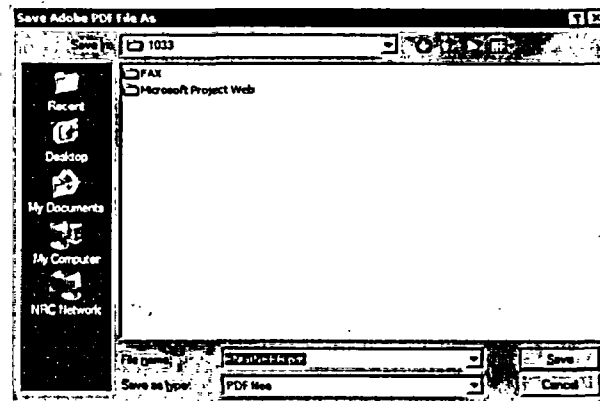 Save Adobe PDF File As
Save in:
1033
FAX
Microsoft Project Web
Recent
Desktop
My Documents
My Computer
NRC Network
File name:
Save
Save as type:
PDF files
Cancel